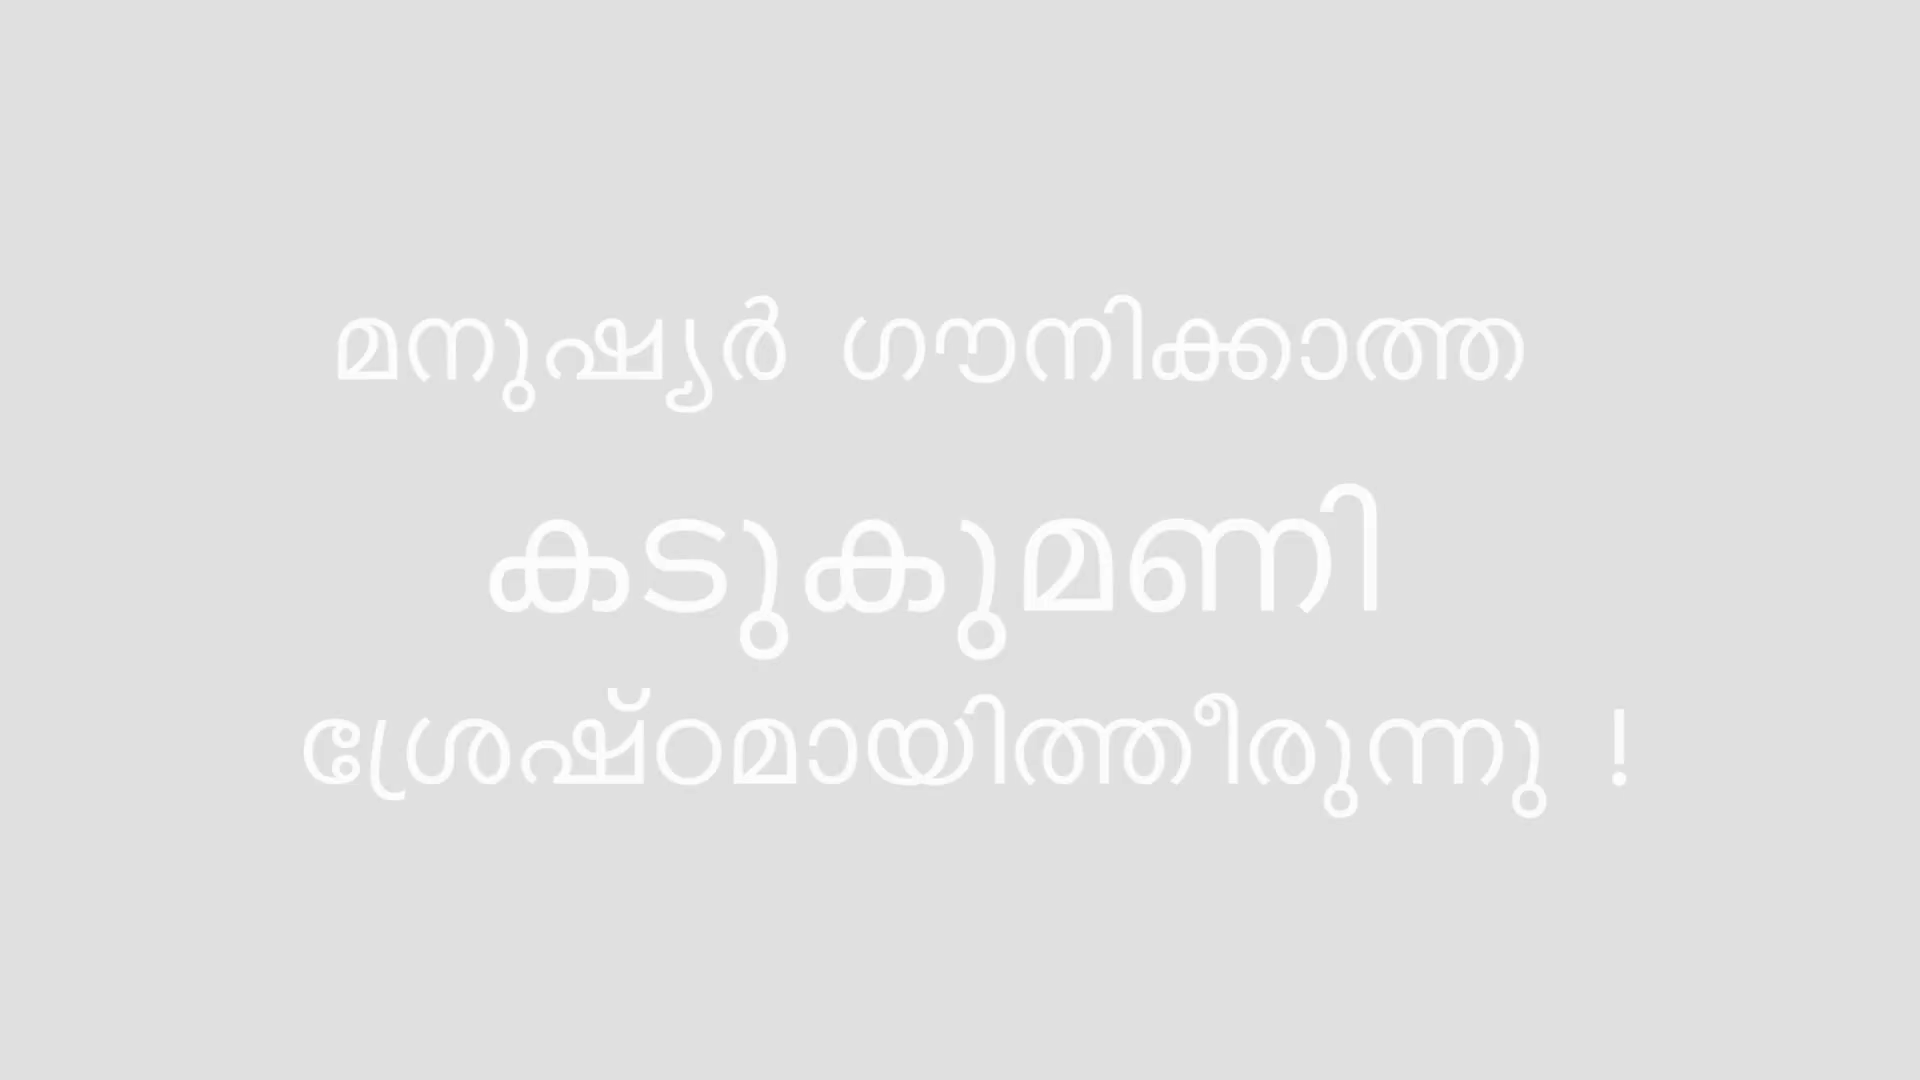 മനുഷ്യർ ഗൗനിക്കാത്ത
കടുകുമണി
ശ്രേഷ്ഠമായിത്തീരുന്നു !